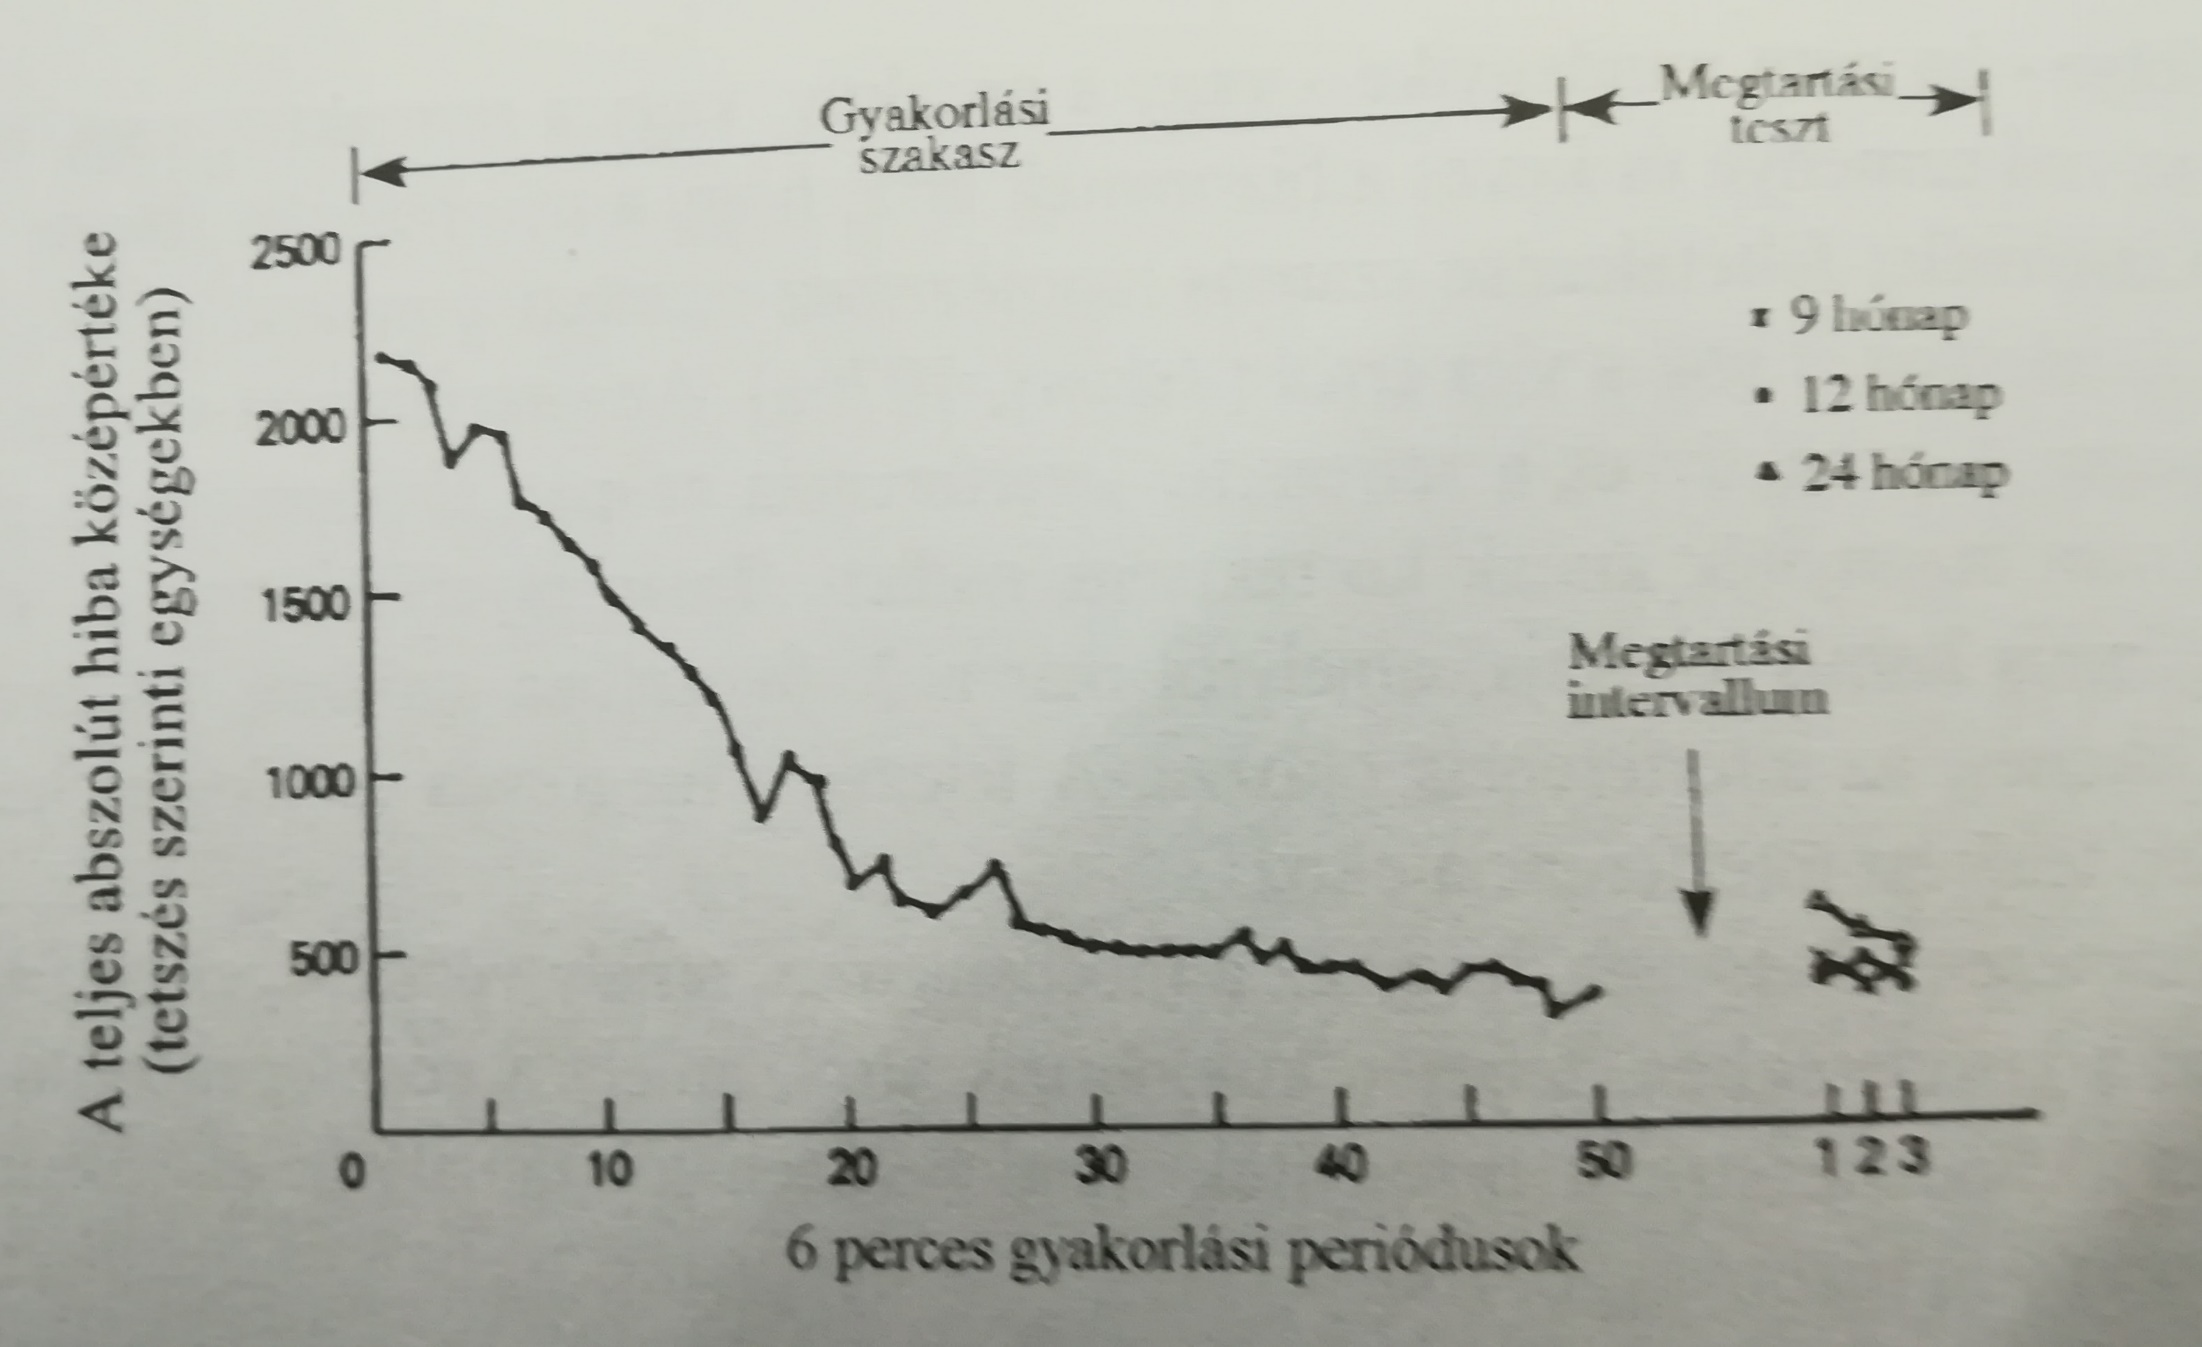 Gyakorlási
szakasz
Megtartási
teszt
A teljes abszolút hiba középértéke
(tetszés szerinti egységekben)
2500
2000
1500
1000
500
9 hónap
12 hónap
24 hónap
Megtartási
intervallum
0 10 20 30 40 50 1 2 3
6 perces gyakorlási periódusok